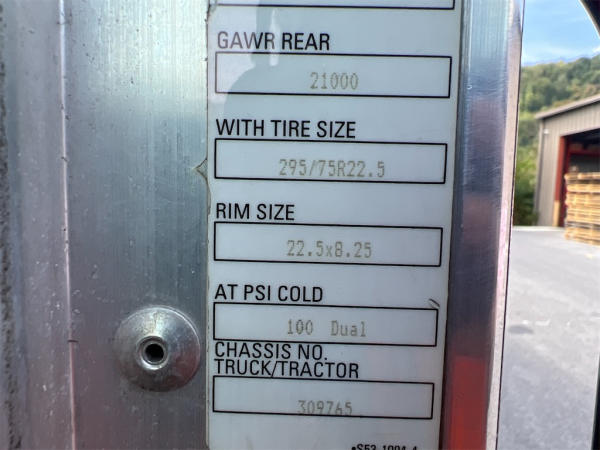 GAWR REAR
21000
WITH TIRE SIZE
295/75R22.5
RIM SIZE
22.5x8.25
AT PSI COLD
100 Dual
CHASSIS NO.
TRUCK/TRACTOR
309765